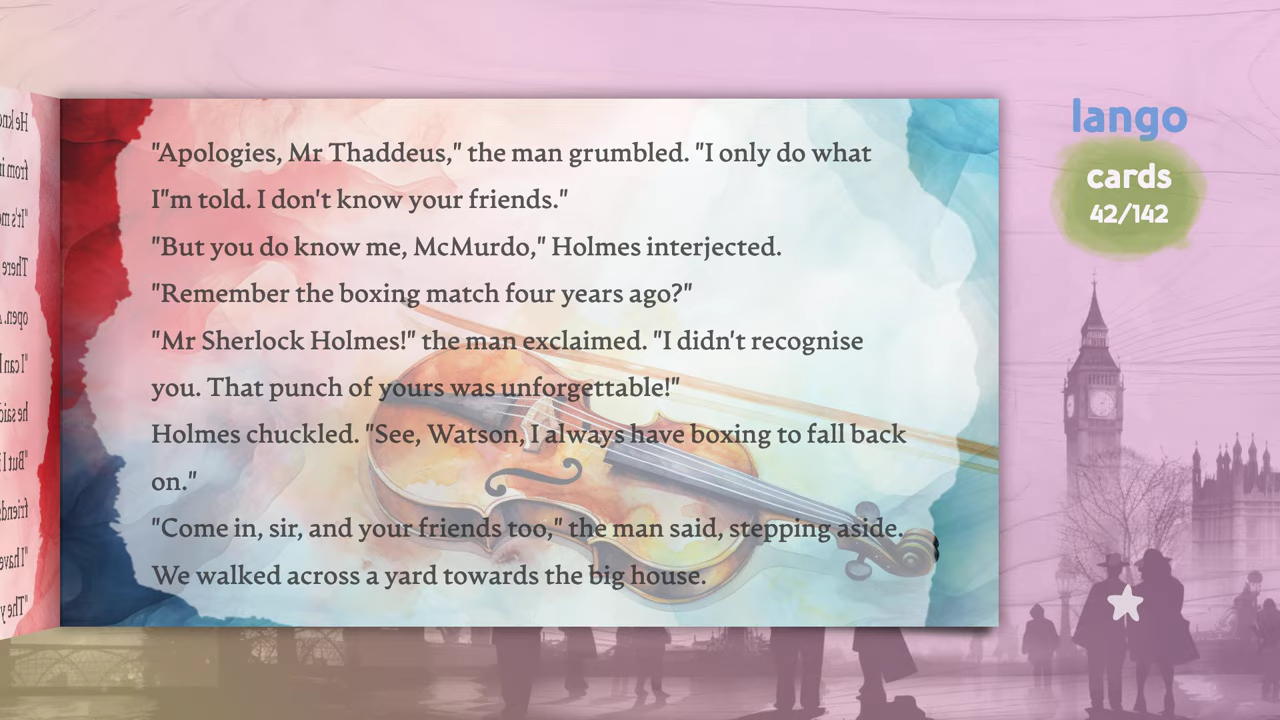 "Apologies, Mr Thaddeus," the man grumbled. "I only do what
I"m told. I don't know your friends."
"But you do know me, McMurdo," Holmes interjected.
"Remember the boxing match four years ago?"
"Mr Sherlock Holmes!" the man exclaimed. "I didn't recognise
you. That punch of yours was unforgettable!"
Holmes chuckled. "See, Watson, I always have boxing to fall back
on."
"Come in, sir, and your friends too," the man said, stepping aside.
We walked across a yard towards the big house.
lango
cards
42/142